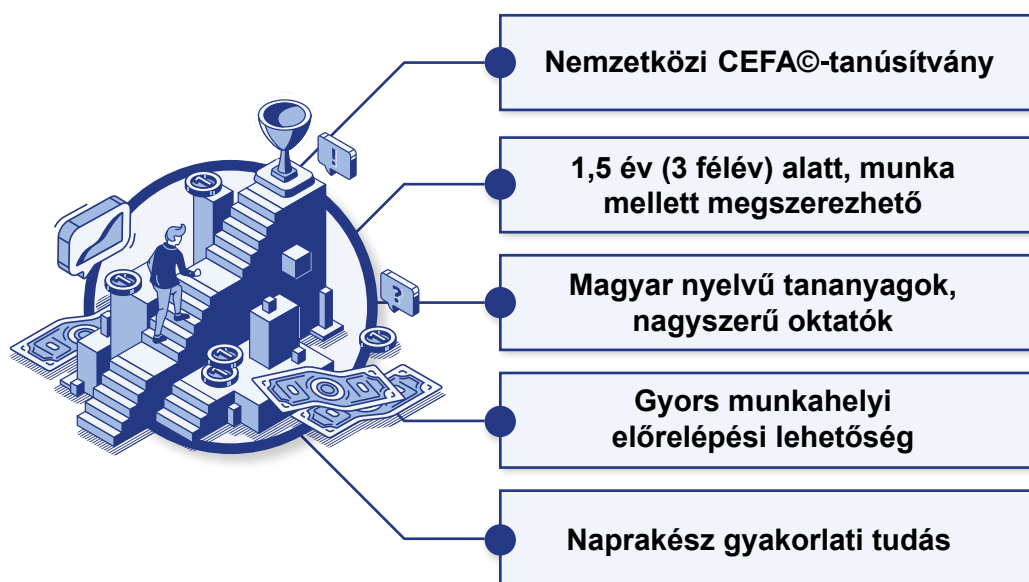 Nemzetközi CEFA©-tanúsítvány
!
1,5 év (3 félév) alatt, munka
mellett megszerezhető
?
Magyar nyelvű tananyagok,
nagyszerű oktatók
Gyors munkahelyi
előrelépési lehetőség
Naprakész gyakorlati tudás